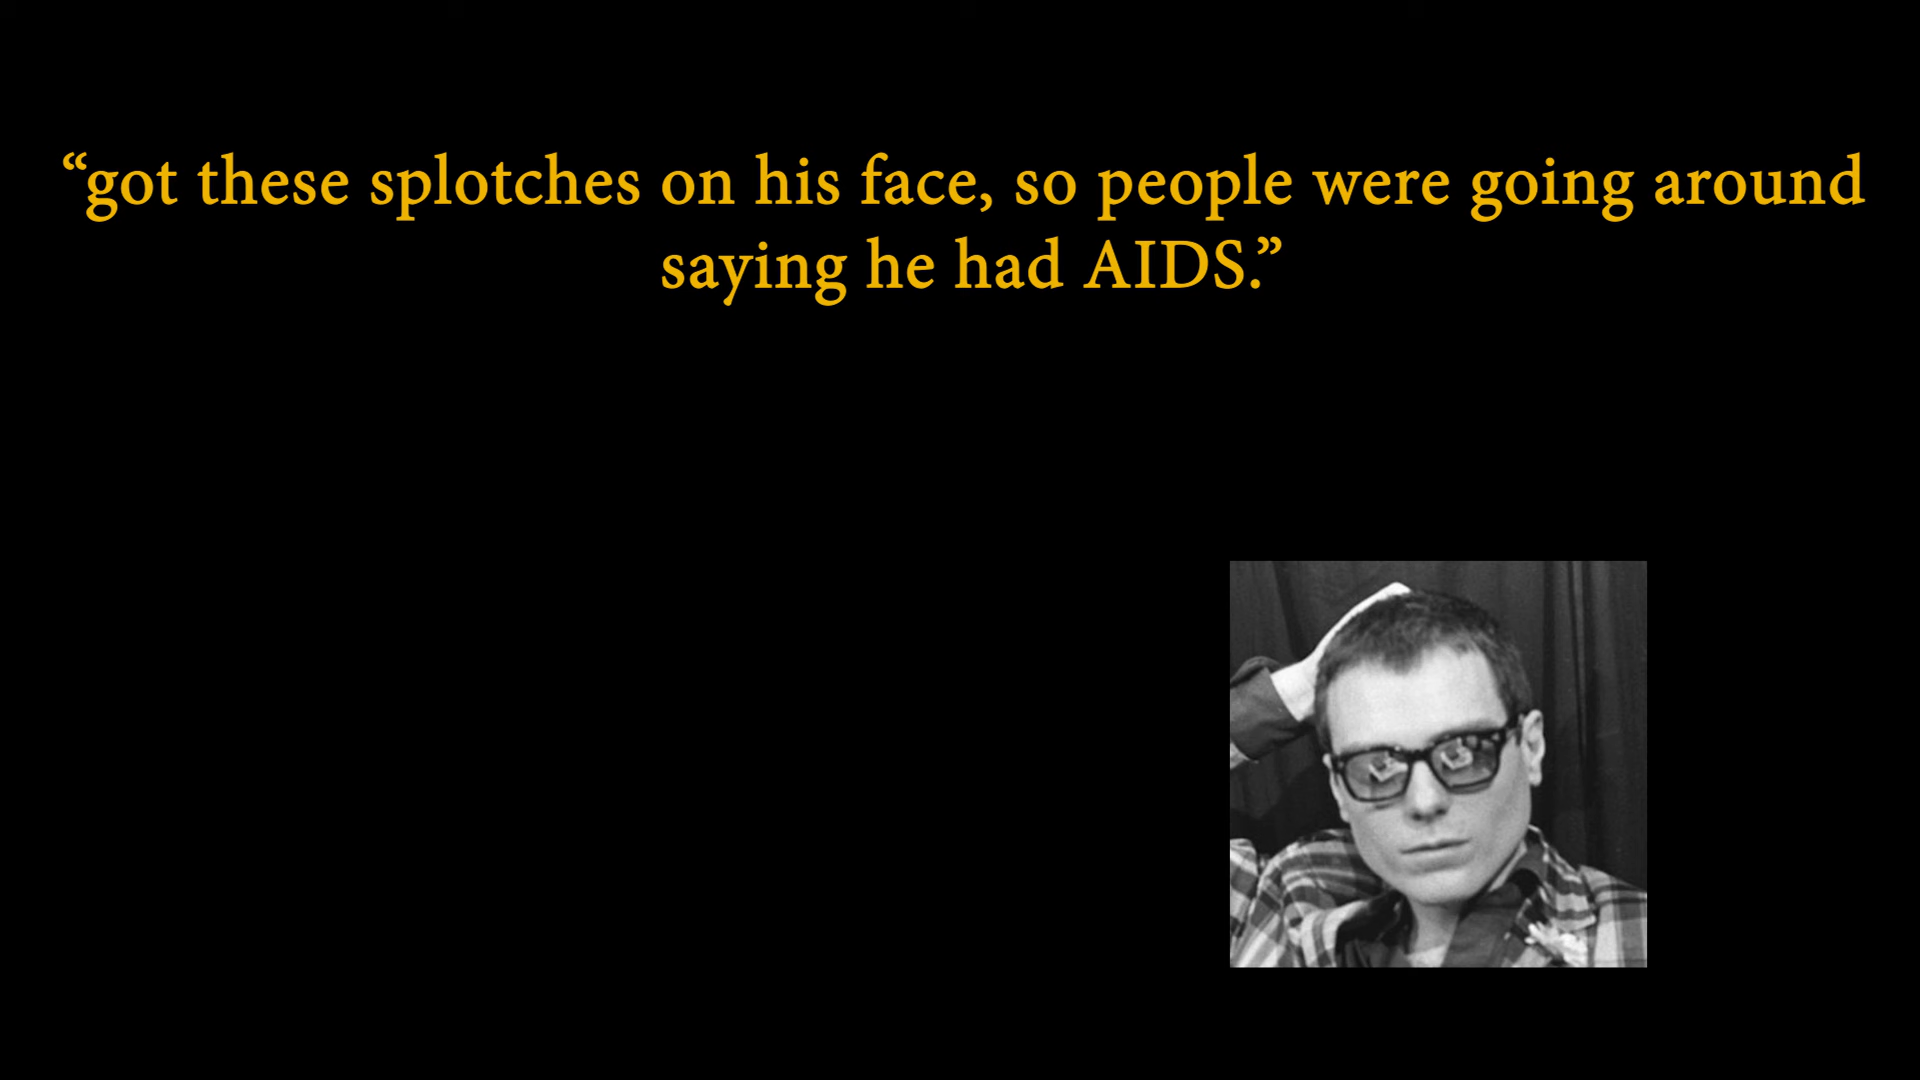 “got these splotches on his face, so people were going around
saying he had AIDS.”